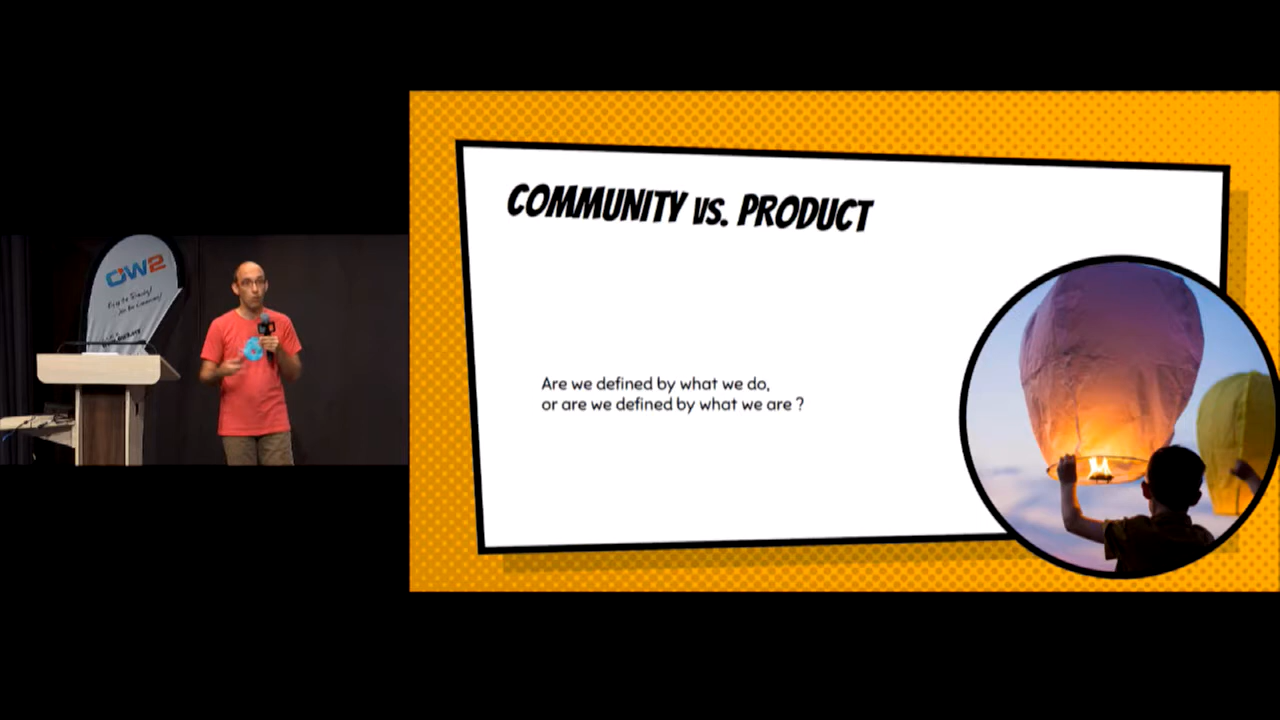 OW2
COMMUNITY vs. PRODUCT
Are we defined by what we do,
or are we defined by what we are ?